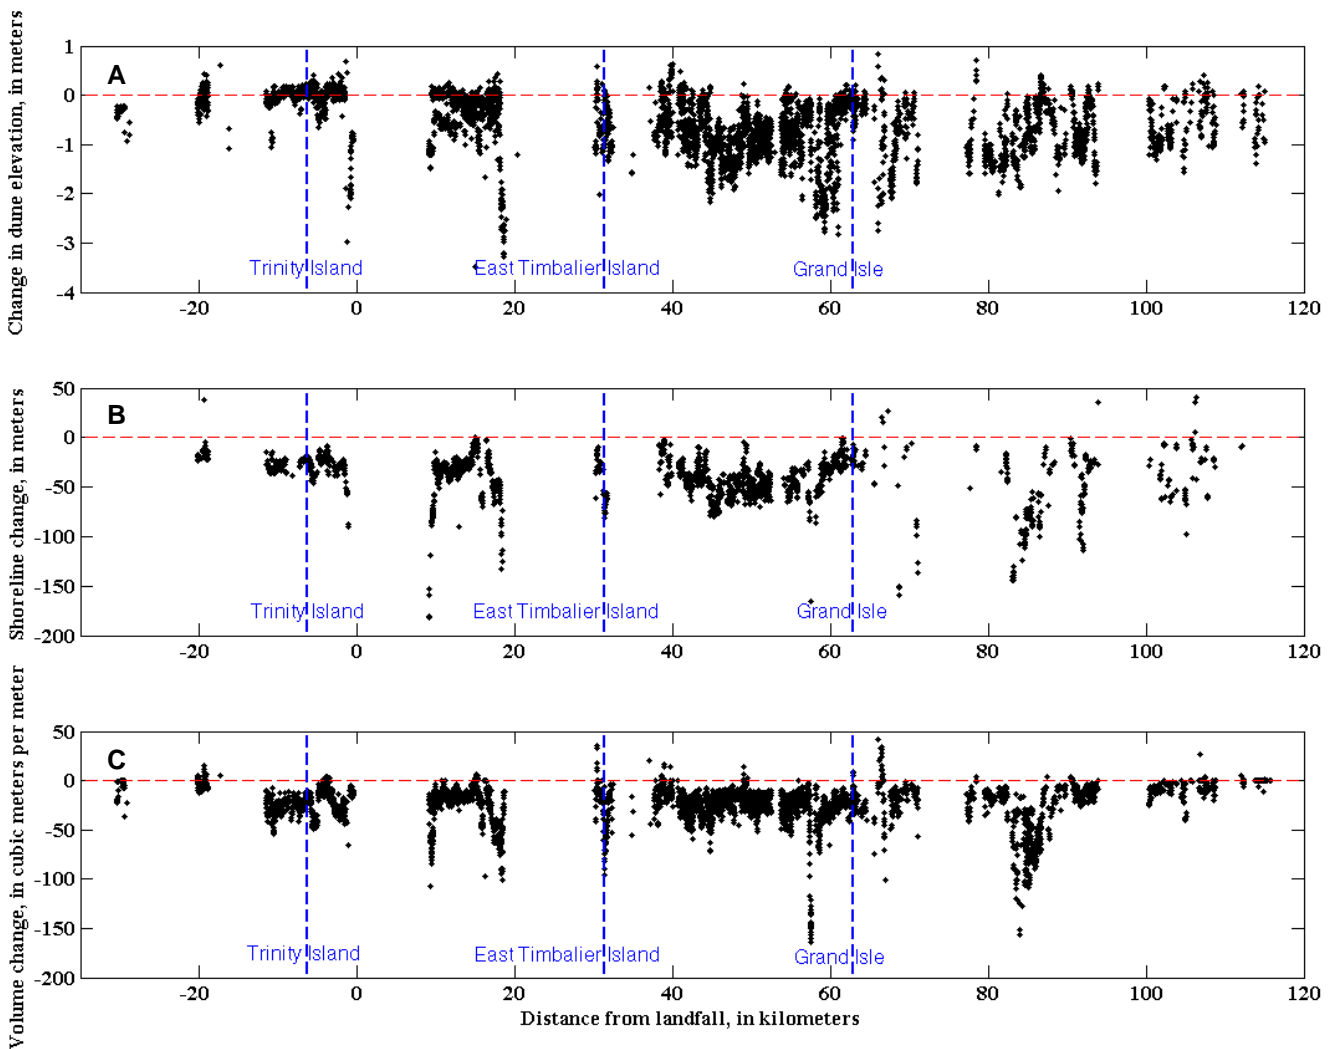 Change in dune elevation, in meters
A
1
0
-1
-2
-3
-4
Trinity Island
East Timbalier Island
Grand Isle
-20 0 20 40 60 80 100 120
Shoreline change, in meters
B
50
0
-50
-100
-150
-200
Trinity Island
East Timbalier Island
Grand Isle
-20 0 20 40 60 80 100 120
Volume change, in cubic meters per meter
C
50
0
-50
-100
-150
-200
Trinity Island
East Timbalier Island
Grand Isle
-20 0 20 40 60 80 100 120
Distance from landfall, in kilometers